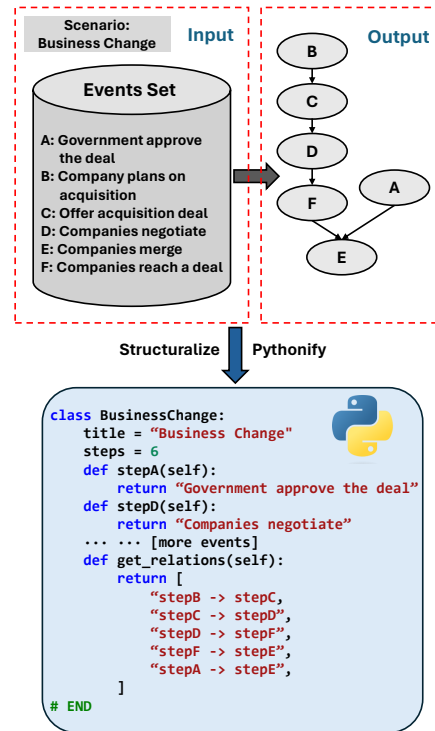 Scenario:
Business Change
Input
Output
Events Set
A: Government approve
the deal
B: Company plans on
acquisition
C: Offer acquisition deal
D: Companies negotiate
E: Companies merge
F: Companies reach a deal
B
C
D
F
A
E
Structuralize
Pythonify
class BusinessChange:
title = “Business Change"
steps = 6
def stepA(self):
return “Government approve the deal”
def stepD(self):
return “Companies negotiate”
... ... [more events]
def get_relations(self):
return [
“stepB -> stepC,
“stepC -> stepD”,
“stepD -> stepF”,
“stepF -> stepE”,
“stepA -> stepE”,
]
# END